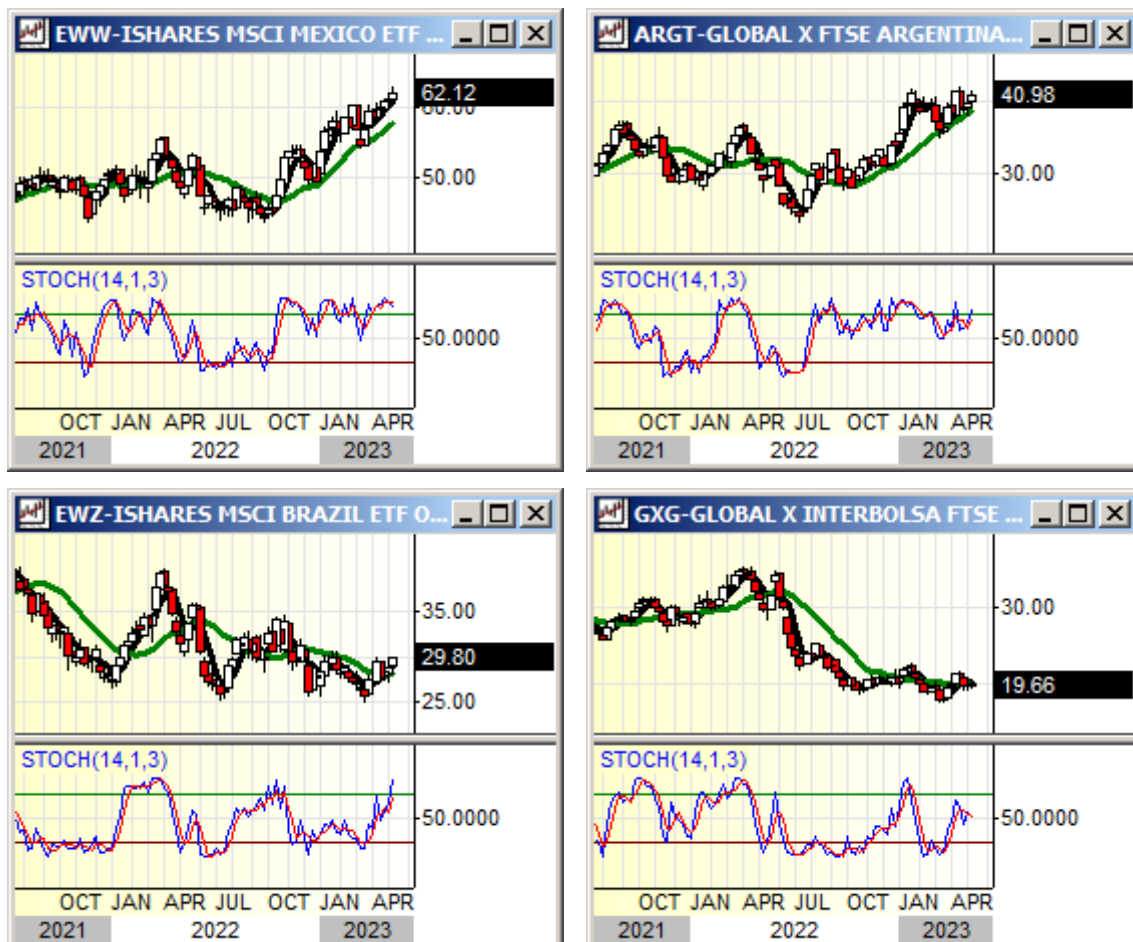 EWW-ISHARES MSCI MEXICO ETF ...
62.12
60.00
50.00
STOCH(14,1,3)
50.0000
OCT JAN APR JUL OCT JAN APR
2021 2022 2023
ARGT-GLOBAL X FTSE ARGENTINA...
40.98
30.00
STOCH(14,1,3)
50.0000
OCT JAN APR JUL OCT JAN APR
2021 2022 2023
EWZ-ISHARES MSCI BRAZIL ETF O...
35.00
29.80
25.00
STOCH(14,1,3)
50.0000
OCT JAN APR JUL OCT JAN APR
2021 2022 2023
GXG-GLOBAL X INTERBOLSA FTSE ...
30.00
19.66
STOCH(14,1,3)
50.0000
OCT JAN APR JUL OCT JAN APR
2021 2022 2023